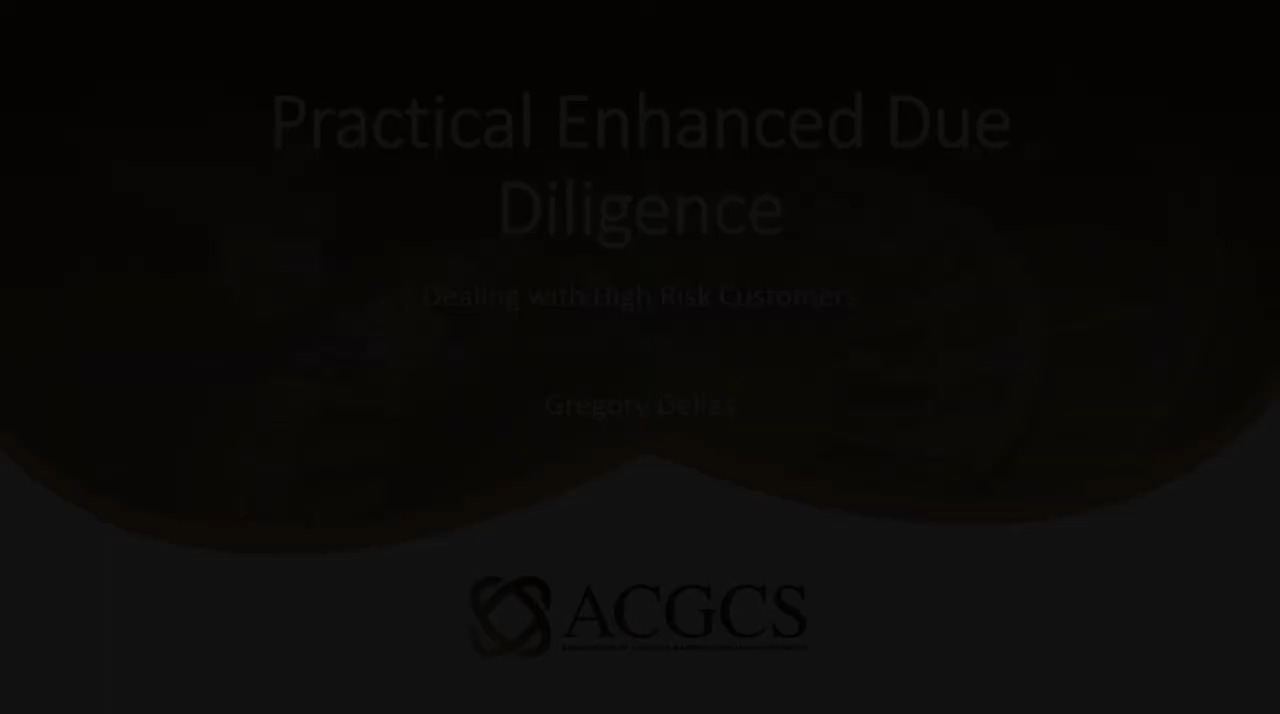 Practical Enhanced Due
Diligence
Dealing with High Risk Customers
Gregory Dellas
ACGCS